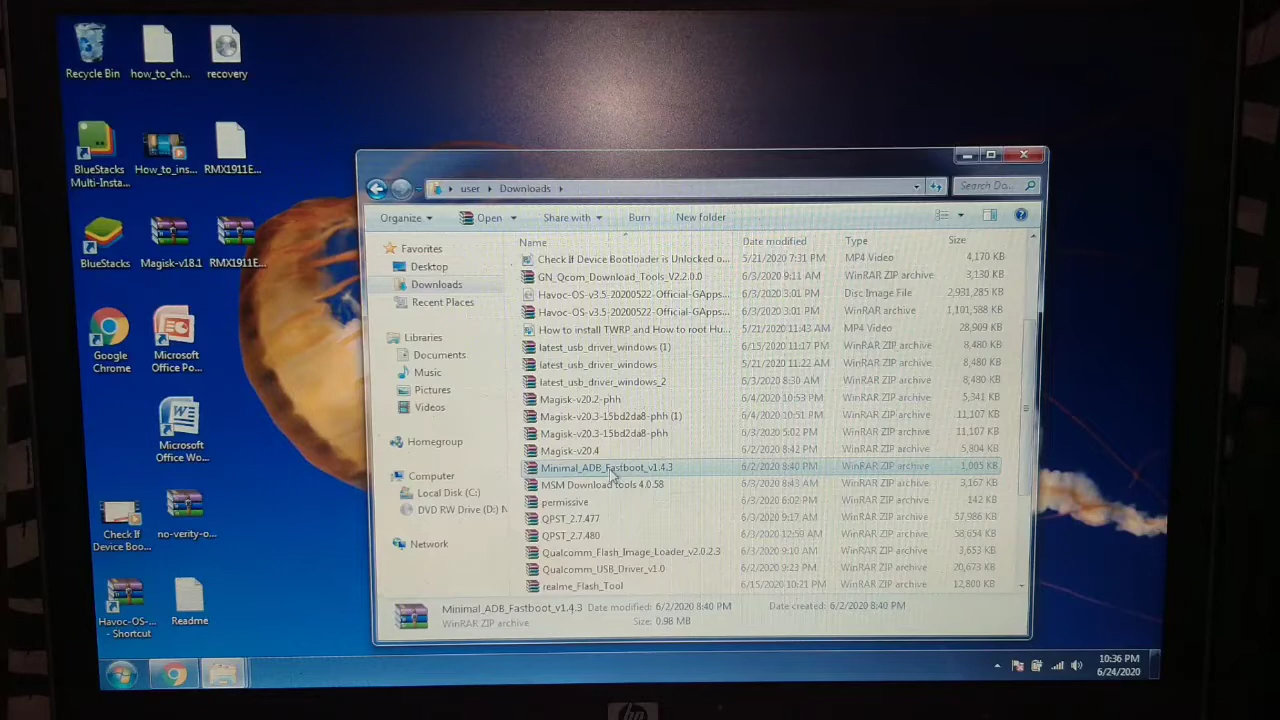 Recycle Bin
how_to_ch...
recovery
BlueStacks
Multi-Insta...
How_to_ins...
RMX1911E...
BlueStacks
Magisk-v18.1
RMX1911E...
Google
Chrome
Microsoft
Office Po...
Microsoft
Office Wo...
Check If
Device Boo...
no-verity-o...
Havoc-OS-...
- Shortcut
Readme
user Downloads
Search Do...
Organize Open Share with Burn New folder
Favorites
Desktop
Downloads
Recent Places
Libraries
Documents
Music
Pictures
Videos
Homegroup
Computer
Local Disk (C:)
DVD RW Drive (D:) N
Network
Name Date modified Type Size
Check If Device Bootloader is Unlocked o... 5/21/2020 7:31 PM MP4 Video 4,170 KB
GN_Qcom_Download_Tools_V2.2.0.0 6/3/2020 9:11 AM WinRAR ZIP archive 3,130 KB
Havoc-OS-v3.5-20200522-Official-GApps... 6/3/2020 3:01 PM Disc Image File 2,931,285 KB
Havoc-OS-v3.5-20200522-Official-GApps... 6/3/2020 3:01 PM WinRAR archive 1,101,588 KB
How to install TWRP and How to root Hu... 5/21/2020 11:43 AM MP4 Video 28,909 KB
latest_usb_driver_windows (1) 6/15/2020 11:17 PM WinRAR ZIP archive 8,480 KB
latest_usb_driver_windows 5/21/2020 11:22 AM WinRAR ZIP archive 8,480 KB
latest_usb_driver_windows_2 6/3/2020 8:30 AM WinRAR ZIP archive 8,480 KB
Magisk-v20.2-phh 6/4/2020 10:53 PM WinRAR ZIP archive 5,341 KB
Magisk-v20.3-15bd2da8-phh (1) 6/4/2020 10:51 PM WinRAR ZIP archive 11,107 KB
Magisk-v20.3-15bd2da8-phh 6/3/2020 5:02 PM WinRAR ZIP archive 11,107 KB
Magisk-v20.4 6/2/2020 8:42 PM WinRAR ZIP archive 5,804 KB
Minimal_ADB_Fastboot_v1.4.3 6/2/2020 8:40 PM WinRAR ZIP archive 1,005 KB
MSM Download tools 4.0.58 6/3/2020 8:43 AM WinRAR ZIP archive 3,167 KB
permissive 6/3/2020 6:02 PM WinRAR ZIP archive 142 KB
QPST_2.7.477 6/3/2020 9:17 AM WinRAR ZIP archive 57,986 KB
QPST_2.7.480 6/3/2020 12:59 AM WinRAR ZIP archive 58,654 KB
Qualcomm_Flash_Image_Loader_v2.0.2.3 6/3/2020 9:10 AM WinRAR ZIP archive 3,653 KB
Qualcomm_USB_Driver_v1.0 6/2/2020 9:23 PM WinRAR ZIP archive 20,673 KB
realme_Flash_Tool 6/15/2020 10:21 PM WinRAR ZIP archive 12,800 KB
Minimal_ADB_Fastboot_v1.4.3 Date modified: 6/2/2020 8:40 PM Date created: 6/2/2020 8:40 PM
WinRAR ZIP archive Size: 0.98 MB
10:36 PM
6/24/2020
hp